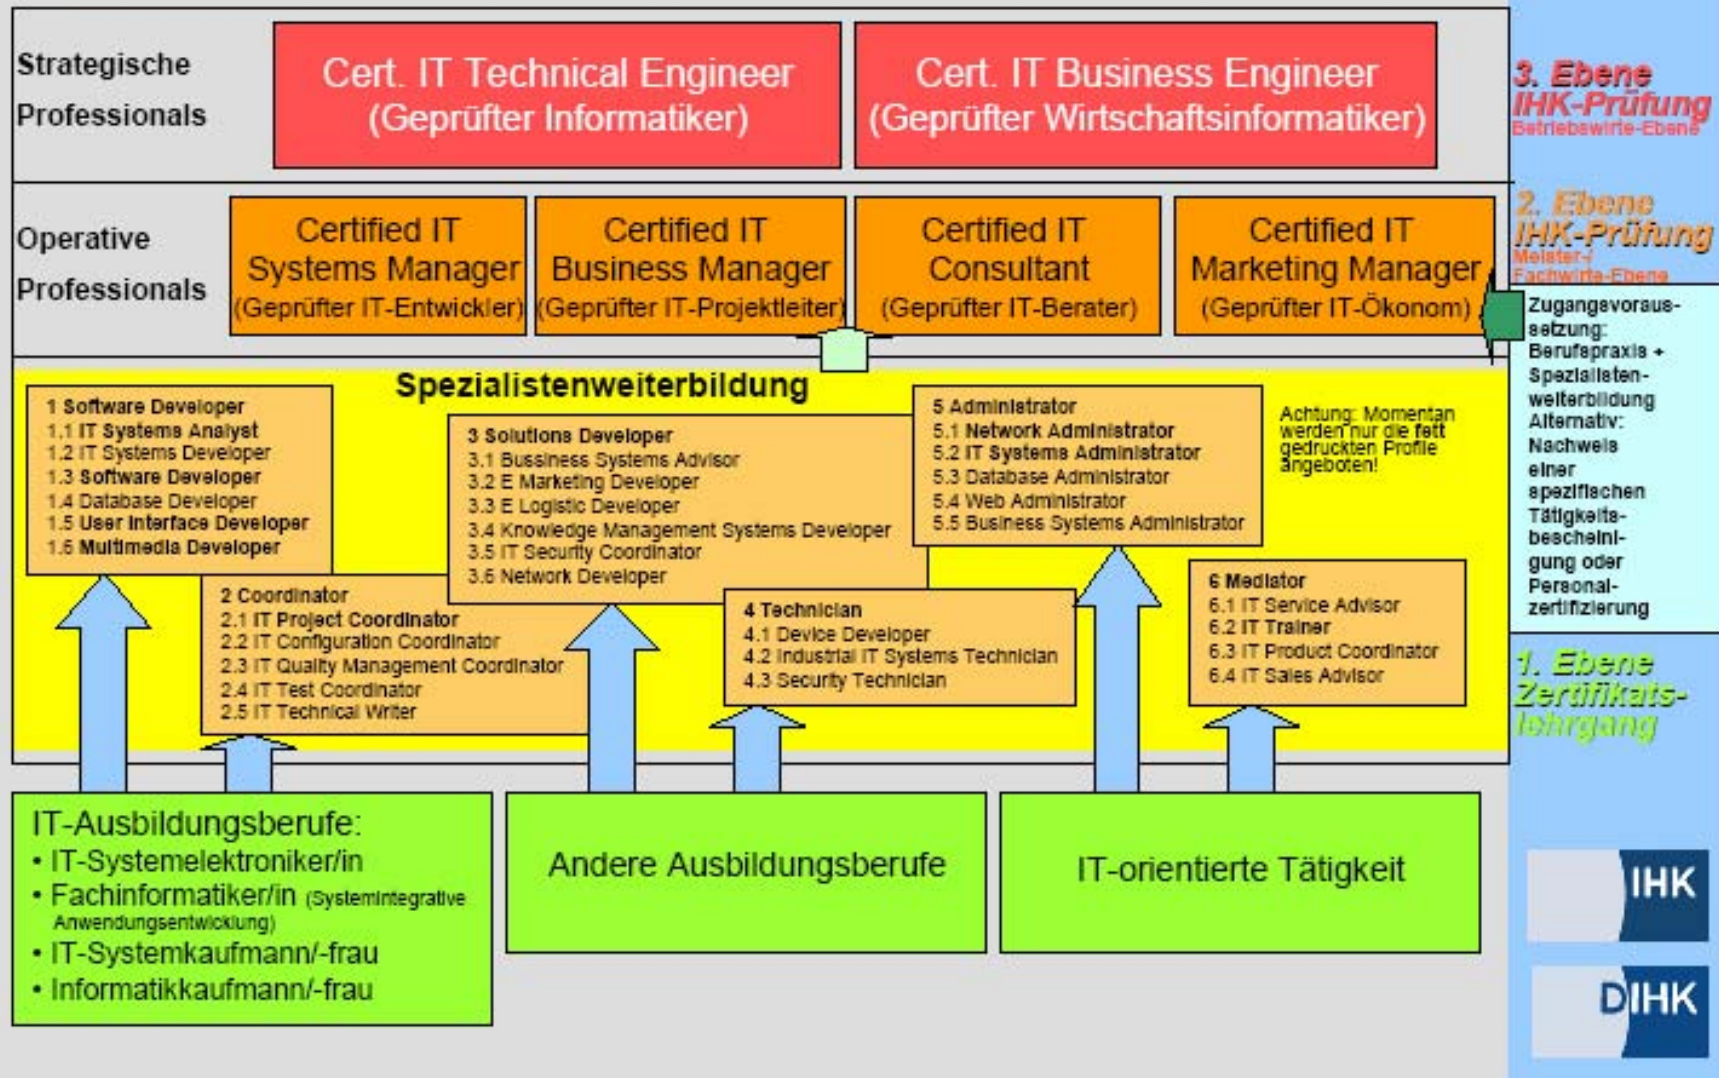 Strategische
Professionals
Cert. IT Technical Engineer
(Geprüfter Informatiker)
Cert. IT Business Engineer
(Geprüfter Wirtschaftsinformatiker)
3. Ebene
IHK-Prüfung
Betriebswirte-Ebene
Operative
Professionals
Certified IT
Systems Manager
(Geprüfter IT-Entwickler)
Certified IT
Business Manager
(Geprüfter IT-Projektleiter)
Certified IT
Consultant
(Geprüfter IT-Berater)
Certified IT
Marketing Manager
(Geprüfter IT-Ökonom)
2. Ebene
IHK-Prüfung
Meister-/
Fachwirte-Ebene
Zugangsvoraus-
setzung:
Berufspraxis +
Spezialisten-
weiterbildung
Alternativ:
Nachweis
einer
spezifischen
Tätigkeits-
bescheini-
gung oder
Personal-
zertifizierung
Spezialistenweiterbildung
1 Software Developer
1.1 IT Systems Analyst
1.2 IT Systems Developer
1.3 Software Developer
1.4 Database Developer
1.5 User Interface Developer
1.6 Multimedia Developer
2 Coordinator
2.1 IT Project Coordinator
2.2 IT Configuration Coordinator
2.3 IT Quality Management Coordinator
2.4 IT Test Coordinator
2.5 IT Technical Writer
3 Solutions Developer
3.1 Bussiness Systems Advisor
3.2 E Marketing Developer
3.3 E Logistic Developer
3.4 Knowledge Management Systems Developer
3.5 IT Security Coordinator
3.6 Network Developer
4 Technician
4.1 Device Developer
4.2 Industrial IT Systems Technician
4.3 Security Technician
5 Administrator
5.1 Network Administrator
5.2 IT Systems Administrator
5.3 Database Administrator
5.4 Web Administrator
5.5 Business Systems Administrator
Achtung: Momentan
werden nur die fett
gedruckten Profile
angeboten!
6 Mediator
6.1 IT Service Advisor
6.2 IT Trainer
6.3 IT Product Coordinator
6.4 IT Sales Advisor
1. Ebene
Zertifikats-
lehrgang
IT-Ausbildungsberufe:
• IT-Systemelektroniker/in
• Fachinformatiker/in (Systemintegrative
Anwendungsentwicklung)
• IT-Systemkaufmann/-frau
• Informatikkaufmann/-frau
Andere Ausbildungsberufe
IT-orientierte Tätigkeit
IHK
DIHK